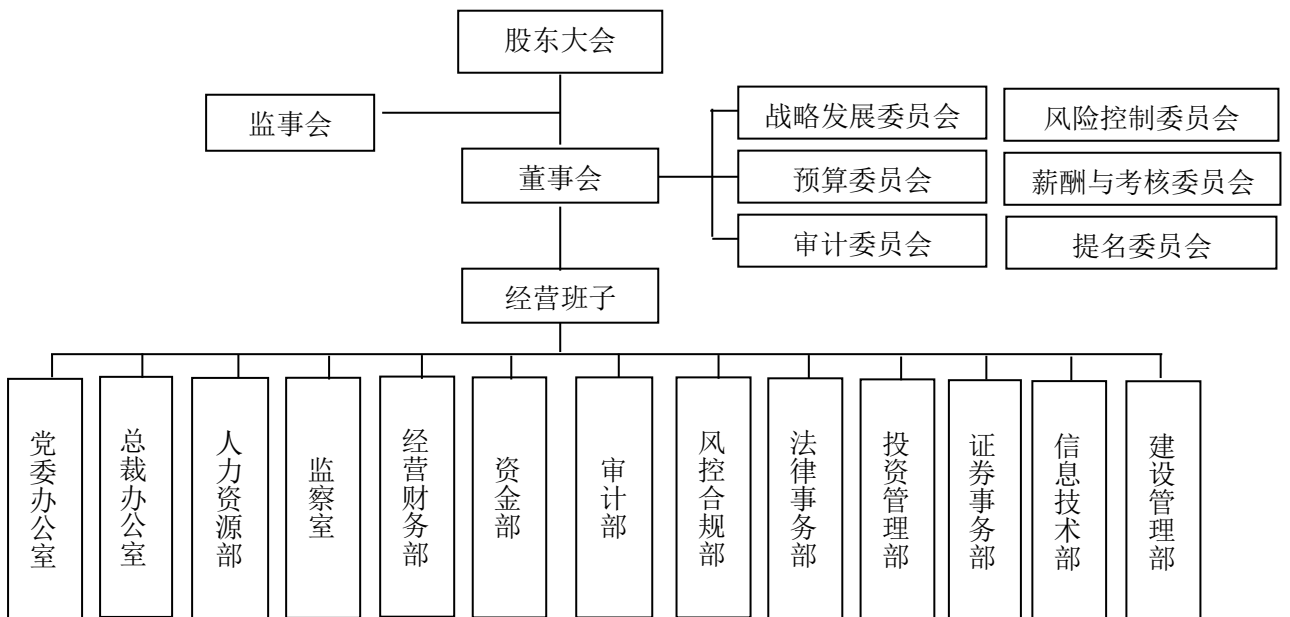 股东大会
监事会
战略发展委员会
风险控制委员会
董事会
预算委员会
薪酬与考核委员会
审计委员会
提名委员会
经营班子
党委办公室
总裁办公室
人力资源部
监察室
经营财务部
资金部
审计部
风控合规部
法律事务部
投资管理部
证券事务部
信息技术部
建设管理部